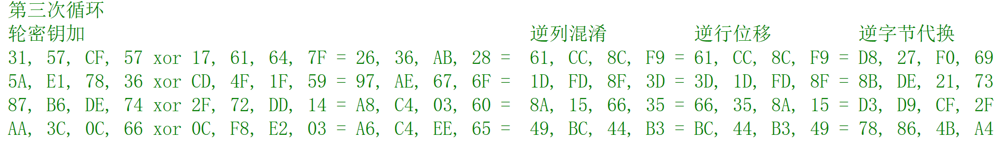 第三次循环
轮密钥加 逆列混淆 逆行位移 逆字节代换
31, 57, CF, 57 xor 17, 61, 64, 7F = 26, 36, AB, 28 = 61, CC, 8C, F9 = 61, CC, 8C, F9 = D8, 27, F0, 69
5A, E1, 78, 36 xor CD, 4F, 1F, 59 = 97, AE, 67, 6F = 1D, FD, 8F, 3D = 3D, 1D, FD, 8F = 8B, DE, 21, 73
87, B6, DE, 74 xor 2F, 72, DD, 14 = A8, C4, 03, 60 = 8A, 15, 66, 35 = 66, 35, 8A, 15 = D3, D9, CF, 2F
AA, 3C, 0C, 66 xor 0C, F8, E2, 03 = A6, C4, EE, 65 = 49, BC, 44, B3 = BC, 44, B3, 49 = 78, 86, 4B, A4